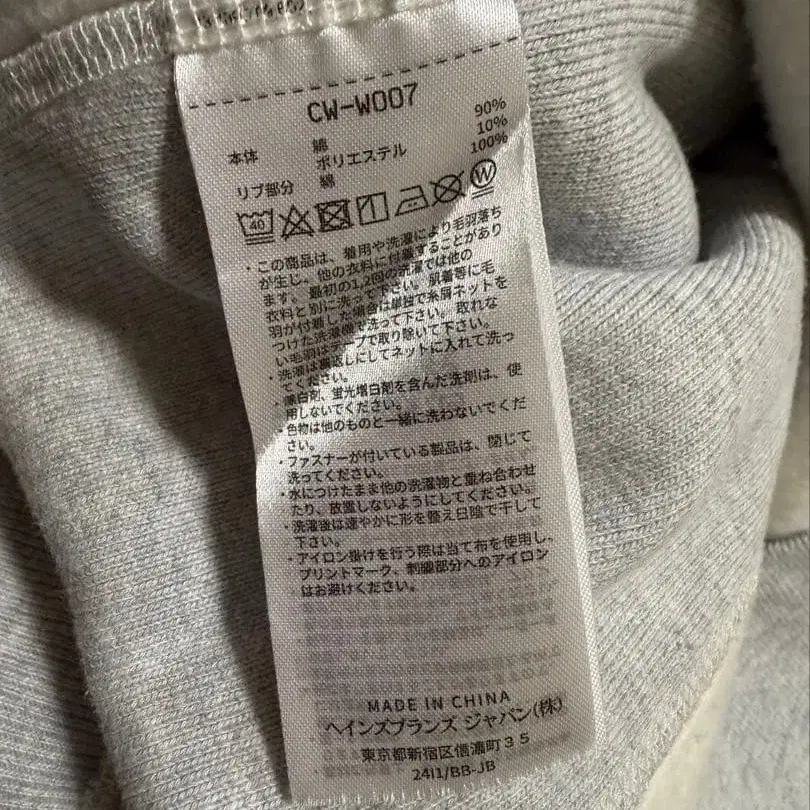 CW-W007
本体 綿 90%
ポリエステル 10%
リブ部分 綿 100%
40
W
・この商品は、着用や洗濯により毛羽落ち
が生じ、他の衣料に付着することがあり
ます。最初の1,2回の洗濯では他の
衣料と別に洗って下さい。肌着等に毛
羽が付着した場合は単独で糸屑ネットを
つけた洗濯機で洗って下さい。取れな
い毛羽はテープで取り除いて下さい。
・洗濯は裏返しにしてネットに入れて洗っ
てください。
・漂白剤、蛍光増白剤を含んだ洗剤は、使
用しないでください。
・色物は他のものと一緒に洗わないでくだ
さい。
・ファスナーが付いている製品は、閉じて
洗ってください。
・水につけたまま他の洗濯物と重ね合わせ
たり、放置しないようにしてください。
・洗濯後は速やかに形を整え日陰で干して
下さい。
・アイロン掛けを行う際は当て布を使用し、
プリントマーク、刺繍部分へのアイロン
はお避けください。
MADE IN CHINA
ヘインズブランズ ジャパン(株)
東京都新宿区信濃町35
24I1/BB-JB